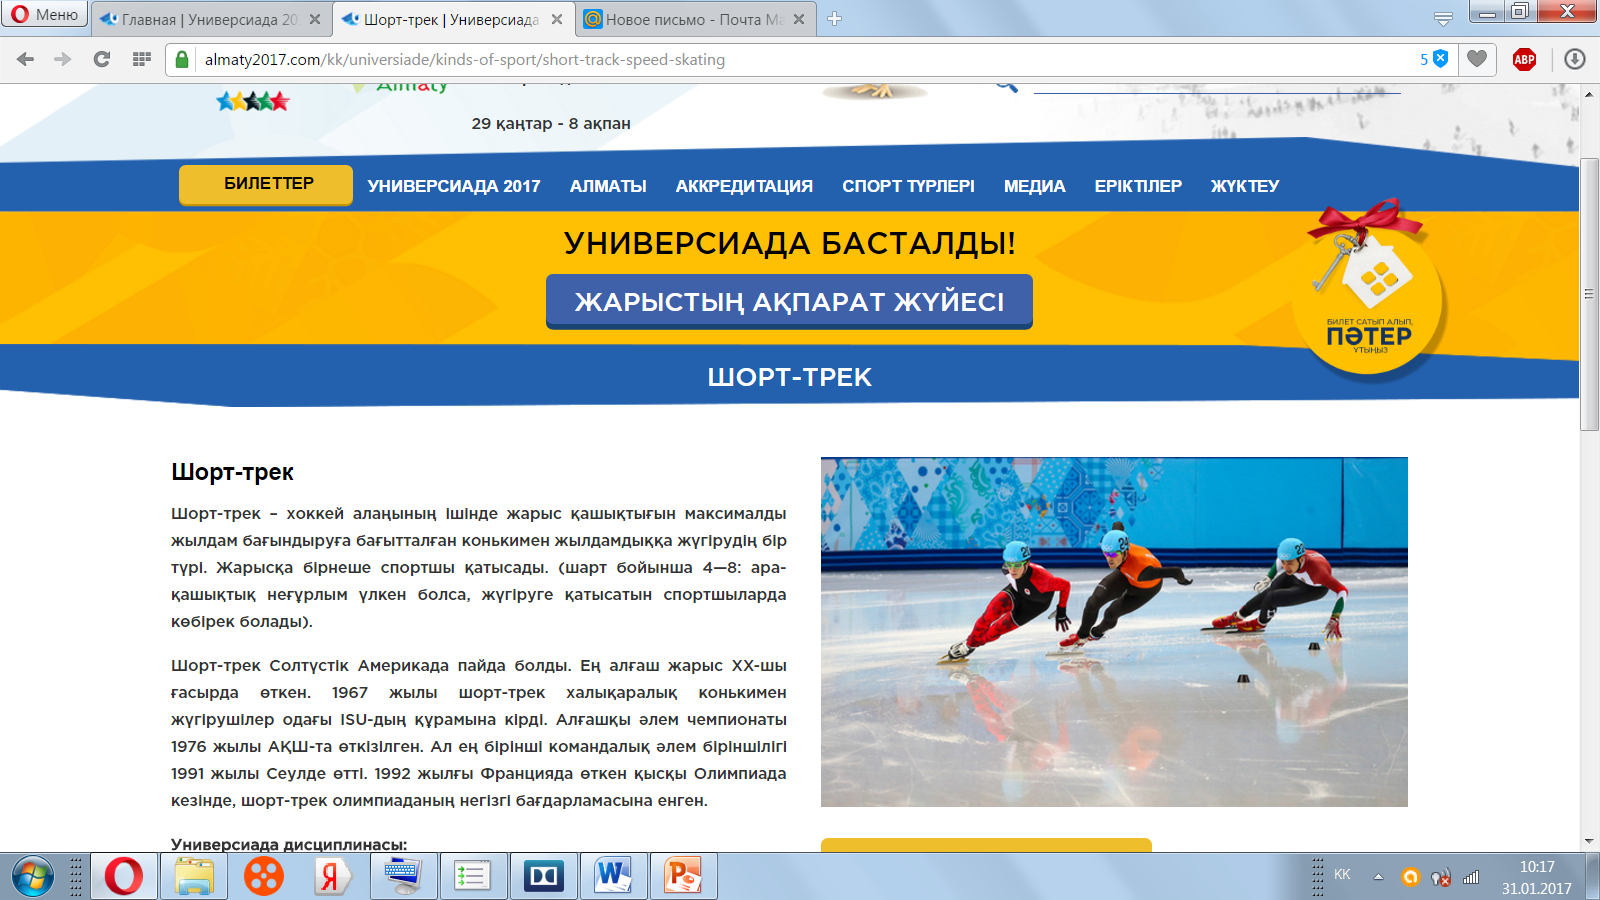 Меню
Главная | Универсиада 20
Шорт-трек | Универсиада
Новое письмо - Почта Ма
almaty2017.com/kk/universiade/kinds-of-sport/short-track-speed-skating
5
ABP
Almaty
29 қаңтар - 8 ақпан
БИЛЕТТЕР
УНИВЕРСИАДА 2017
АЛМАТЫ
АККРЕДИТАЦИЯ
СПОРТ ТҮРЛЕРІ
МЕДИА
ЕРІКТІЛЕР
ЖҮКТЕУ
УНИВЕРСИАДА БАСТАЛДЫ!
ЖАРЫСТЫҢ АҚПАРАТ ЖҮЙЕСІ
БИЛЕТ САТЫП АЛЫП,
ПӘТЕР
ҰТЫҢЫЗ
ШОРТ-ТРЕК
Шорт-трек
Шорт-трек – хоккей алаңының ішінде жарыс қашықтығын максималды
жылдам бағындыруға бағытталған конькимен жылдамдыққа жүгірудің бір
түрі. Жарысқа бірнеше спортшы қатысады. (шарт бойынша 4—8: ара-
қашықтық неғұрлым үлкен болса, жүгіруге қатысатын спортшыларда
көбірек болады).
Шорт-трек Солтүстік Америкада пайда болды. Ең алғаш жарыс XX-шы
ғасырда өткен. 1967 жылы шорт-трек халықаралық конькимен
жүгірушілер одағы ISU-дың құрамына кірді. Алғашқы әлем чемпионаты
1976 жылы АҚШ-та өткізілген. Ал ең бірінші командалық әлем біріншілігі
1991 жылы Сеулде өтті. 1992 жылғы Францияда өткен қысқы Олимпиада
кезінде, шорт-трек олимпиаданың негізгі бағдарламасына енген.
Универсиада дисциплинасы:
KK
10:17
31.01.2017